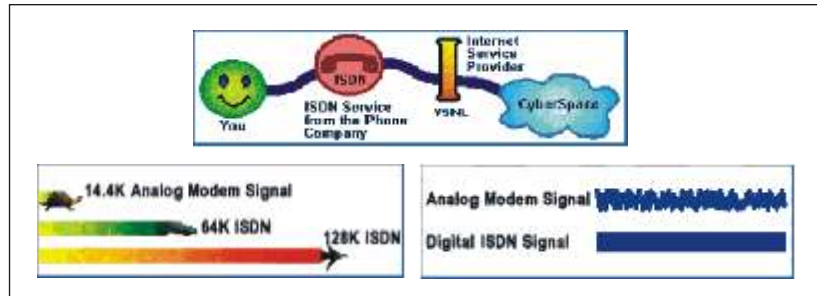 Internet
Service
Provider
ISDN
CyberSpace
You
ISDN Service
from the Phone
Company
VSNL
14.4K Analog Modem Signal
64K ISDN
128K ISDN
Analog Modem Signal
Digital ISDN Signal